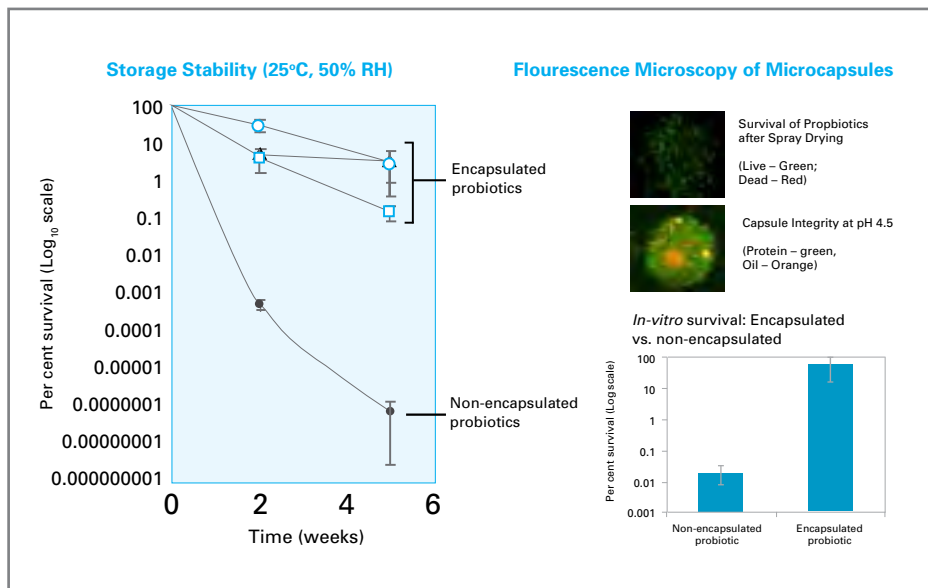 Storage Stability (25ºC, 50% RH)
Per cent survival (Log10 scale)
100
10
1
0.1
0.01
0.001
0.0001
0.00001
0.0000001
0.00000001
0.000000001
0
2
4
6
Time (weeks)
Encapsulated
probiotics
Non-encapsulated
probiotics
Flourescence Microscopy of Microcapsules
Survival of Propbiotics
after Spray Drying
(Live – Green;
Dead – Red)
Capsule Integrity at pH 4.5
(Protein – green,
Oil – Orange)
In-vitro survival: Encapsulated
vs. non-encapsulated
Per cent survival (Log scale)
100
10
1
0.1
0.01
0.001
Non-encapsulated
probiotic
Encapsulated
probiotic